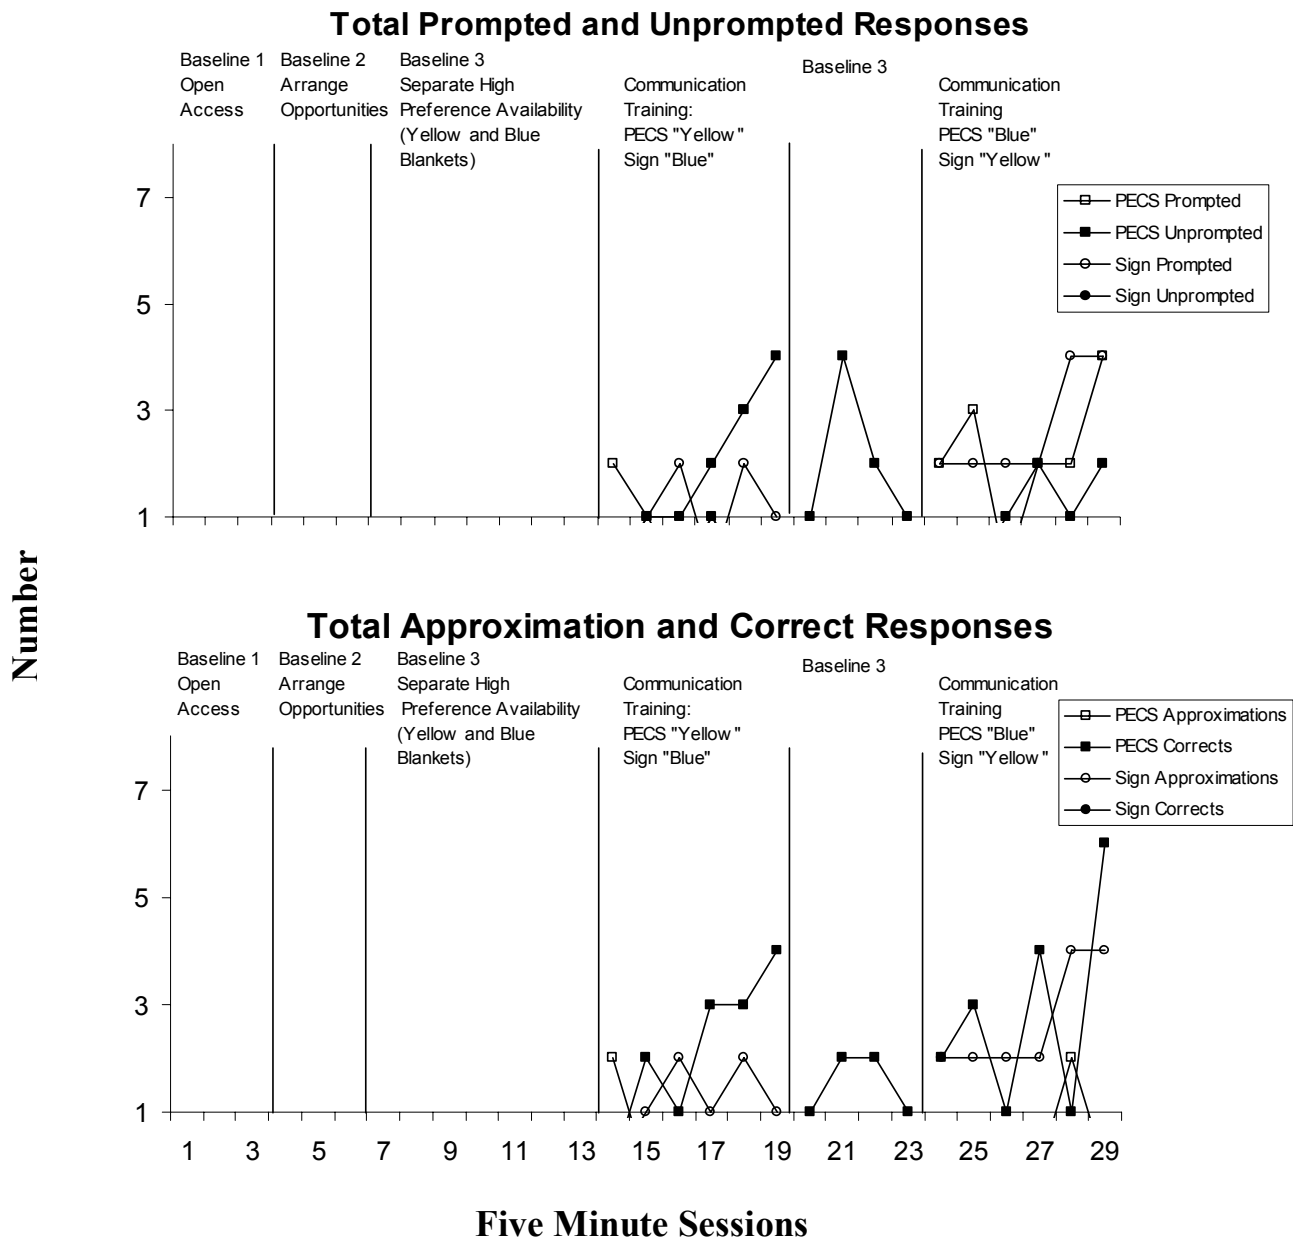 Total Prompted and Unprompted Responses
Baseline 1
Open
Access
Baseline 2
Arrange
Opportunities
Baseline 3
Separate High
Preference Availability
(Yellow and Blue
Blankets)
Communication
Training:
PECS "Yellow"
Sign "Blue"
Baseline 3
Communication
Training
PECS "Blue"
Sign "Yellow"
7
5
3
1
PECS Prompted
PECS Unprompted
Sign Prompted
Sign Unprompted
Number
Total Approximation and Correct Responses
Baseline 1
Open
Access
Baseline 2
Arrange
Opportunities
Baseline 3
Separate High
Preference Availability
(Yellow and Blue
Blankets)
Communication
Training:
PECS "Yellow"
Sign "Blue"
Baseline 3
Communication
Training
PECS "Blue"
Sign "Yellow"
PECS Approximations
PECS Corrects
Sign Approximations
Sign Corrects
7
5
3
1
1 3 5 7 9 11 13 15 17 19 21 23 25 27 29
Five Minute Sessions